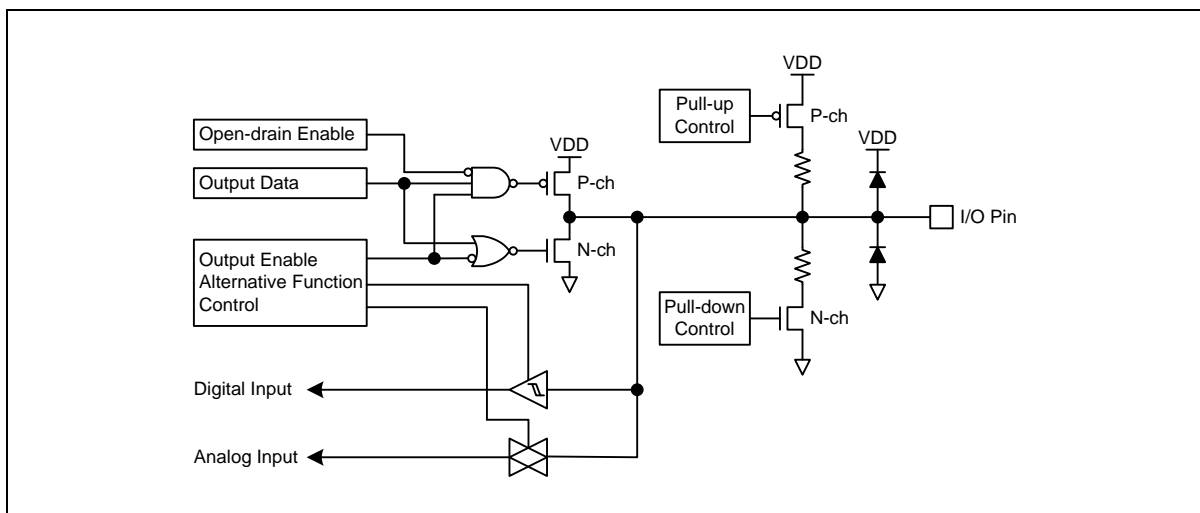 VDD
Pull-up
Control
P-ch
Open-drain Enable
VDD
VDD
Output Data
P-ch
I/O Pin
N-ch
Output Enable
Alternative Function
Control
Pull-down
Control
N-ch
Digital Input
Analog Input